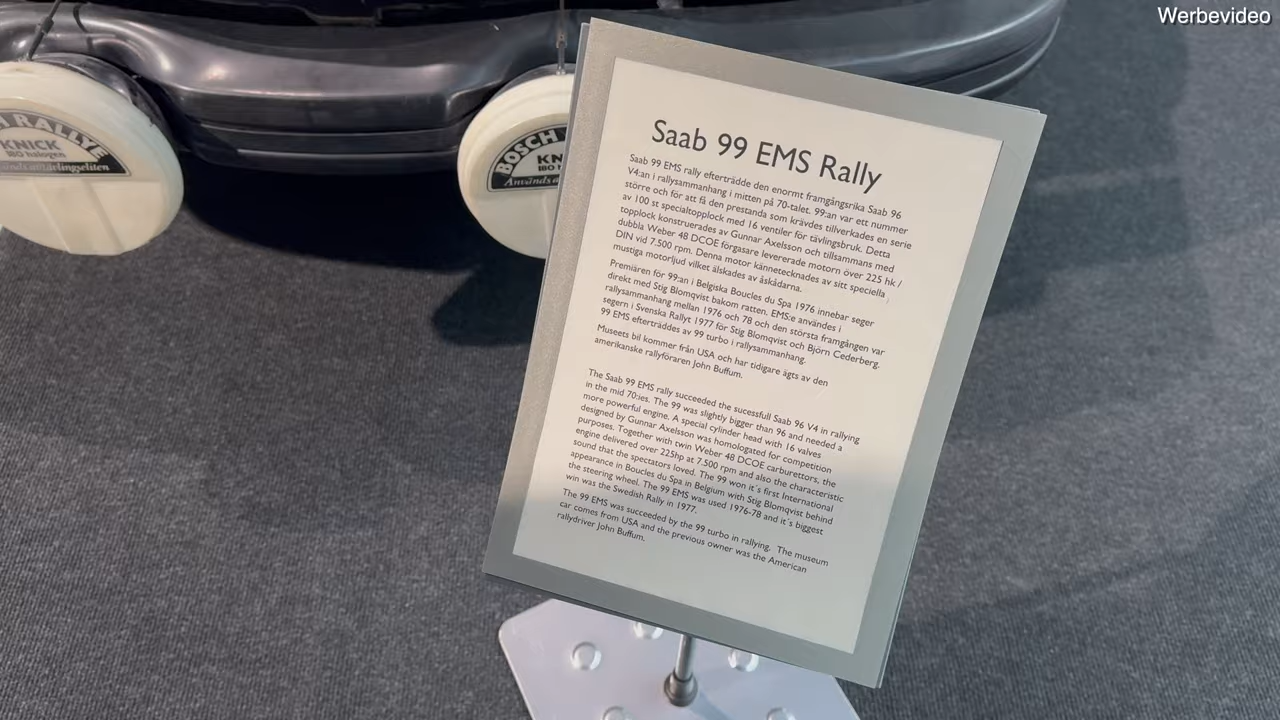 Werbevideo
H RALLYE
KNICK
180 halogen
BOSCH
KN
180 h
Används a
Saab 99 EMS Rally
Saab 99 EMS rally efterträdde den enormt framgångsrika Saab 96
V4:an i rallysammanhang i mitten på 70-talet. 99:an var ett nummer
större och för att få den prestanda som krävdes tillverkades en serie
av 100 st specialtopplock med 16 ventiler för tävlingsbruk. Detta
topplock konstruerades av Gunnar Axelsson och tillsammans med
dubbla Weber 48 DCOE förgasare levererade motorn över 225 hk /
DIN vid 7.500 rpm. Denna motor kännetecknades av sitt speciella
mustiga motorljud vilket älskades av åskådarna.
Premiären för 99:an i Belgiska Boucles du Spa 1976 innebar seger
direkt med Stig Blomqvist bakom ratten. EMS:e användes i
rallysammanhang mellan 1976 och 78 och den största framgången var
segern i Svenska Rallyt 1977 för Stig Blomqvist och Björn Cederberg.
99 EMS efterträddes av 99 turbo i rallysammanhang.
Museets bil kommer från USA och har tidigare ägts av den
amerikanske rallyföraren John Buffum.
The Saab 99 EMS rally succeeded the sucessfull Saab 96 V4 in rallying
in the mid 70:ies. The 99 was slightly bigger than 96 and needed a
more powerful engine. A special cylinder head with 16 valves
designed by Gunnar Axelsson was homologated for competition
purposes. Together with twin Weber 48 DCOE carburettors, the
engine delivered over 225hp at 7.500 rpm and also the characteristic
sound that the spectators loved. The 99 won it´s first International
appearance in Boucles du Spa in Belgium with Stig Blomqvist behind
the steering wheel. The 99 EMS was used 1976-78 and it´s biggest
win was the Swedish Rally in 1977.
The 99 EMS was succeeded by the 99 turbo in rallying. The museum
car comes from USA and the previous owner was the American
rallydriver John Buffum.